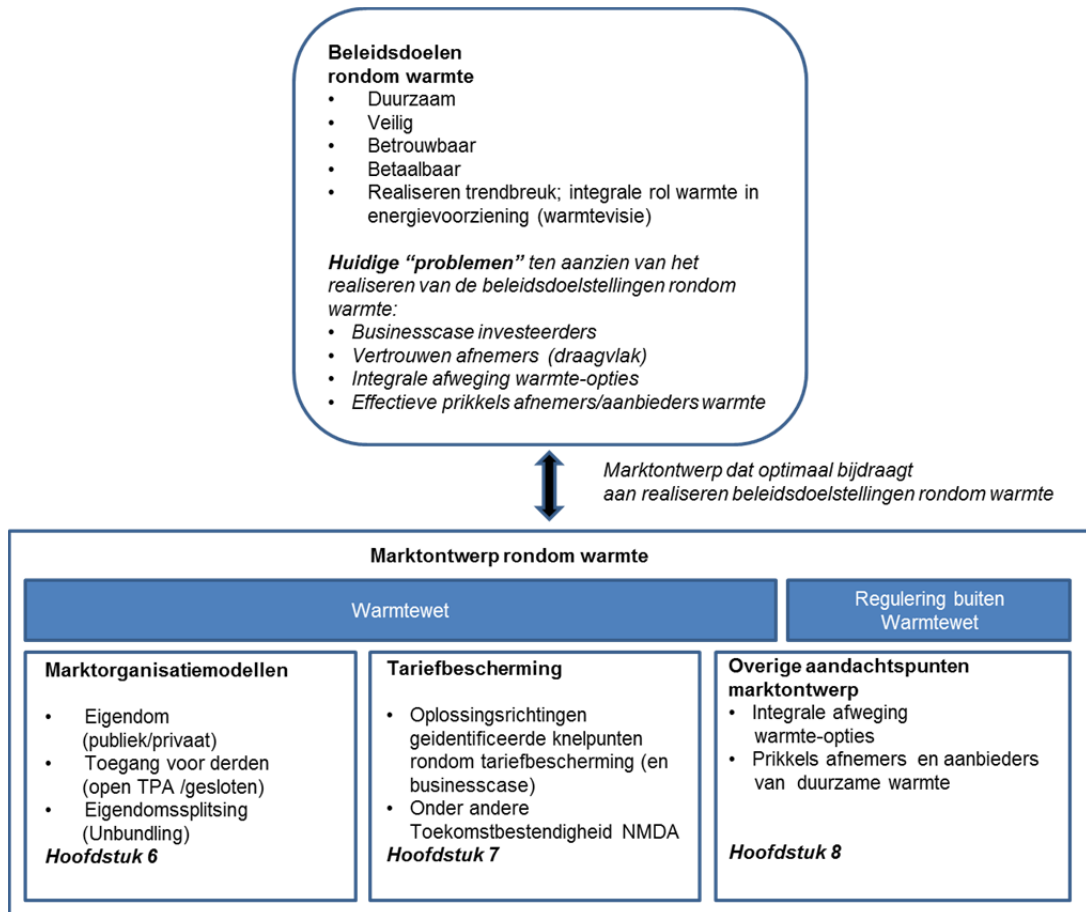 Beleidsdoelen
rondom warmte
• Duurzaam
• Veilig
• Betrouwbaar
• Betaalbaar
• Realiseren trendbreuk; integrale rol warmte in
energievoorziening (warmtevisie)
Huidige “problemen” ten aanzien van het
realiseren van de beleidsdoelstellingen rondom
warmte:
• Businesscase investeerders
• Vertrouwen afnemers (draagvlak)
• Integrale afweging warmte-opties
• Effectieve prikkels afnemers/aanbieders warmte
Marktontwerp dat optimaal bijdraagt
aan realiseren beleidsdoelstellingen rondom warmte
Marktontwerp rondom warmte
Warmtewet
Regulering buiten
Warmtewet
Marktorganisatiemodellen
• Eigendom
(publiek/privaat)
• Toegang voor derden
(open TPA /gesloten)
• Eigendomssplitsing
(Unbundling)
Hoofdstuk 6
Tariefbescherming
• Oplossingsrichtingen
geidentificeerde knelpunten
rondom tariefbescherming (en
businesscase)
• Onder andere
Toekomstbestendigheid NMDA
Hoofdstuk 7
Overige aandachtspunten
marktontwerp
• Integrale afweging
warmte-opties
• Prikkels afnemers en aanbieders
van duurzame warmte
Hoofdstuk 8